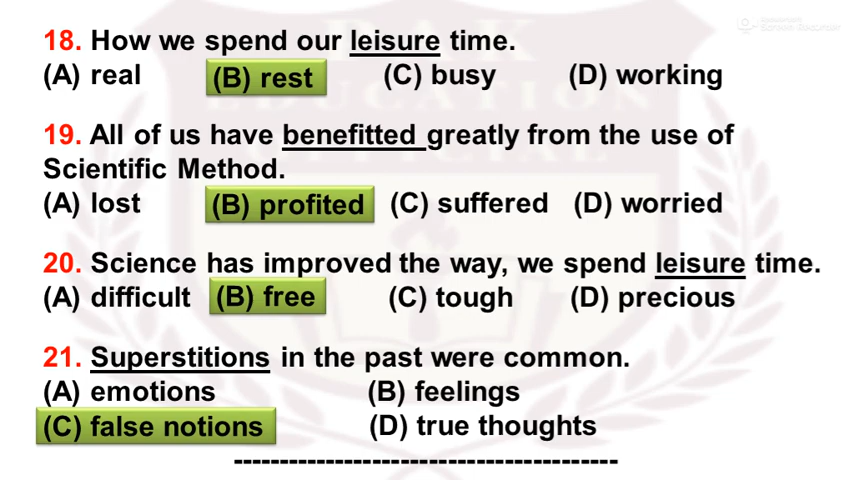 18. How we spend our leisure time.
(A) real (B) rest (C) busy (D) working
19. All of us have benefitted greatly from the use of
Scientific Method.
(A) lost (B) profited (C) suffered (D) worried
20. Science has improved the way, we spend leisure time.
(A) difficult (B) free (C) tough (D) precious
21. Superstitions in the past were common.
(A) emotions (B) feelings
(C) false notions (D) true thoughts
-----------------------------------------